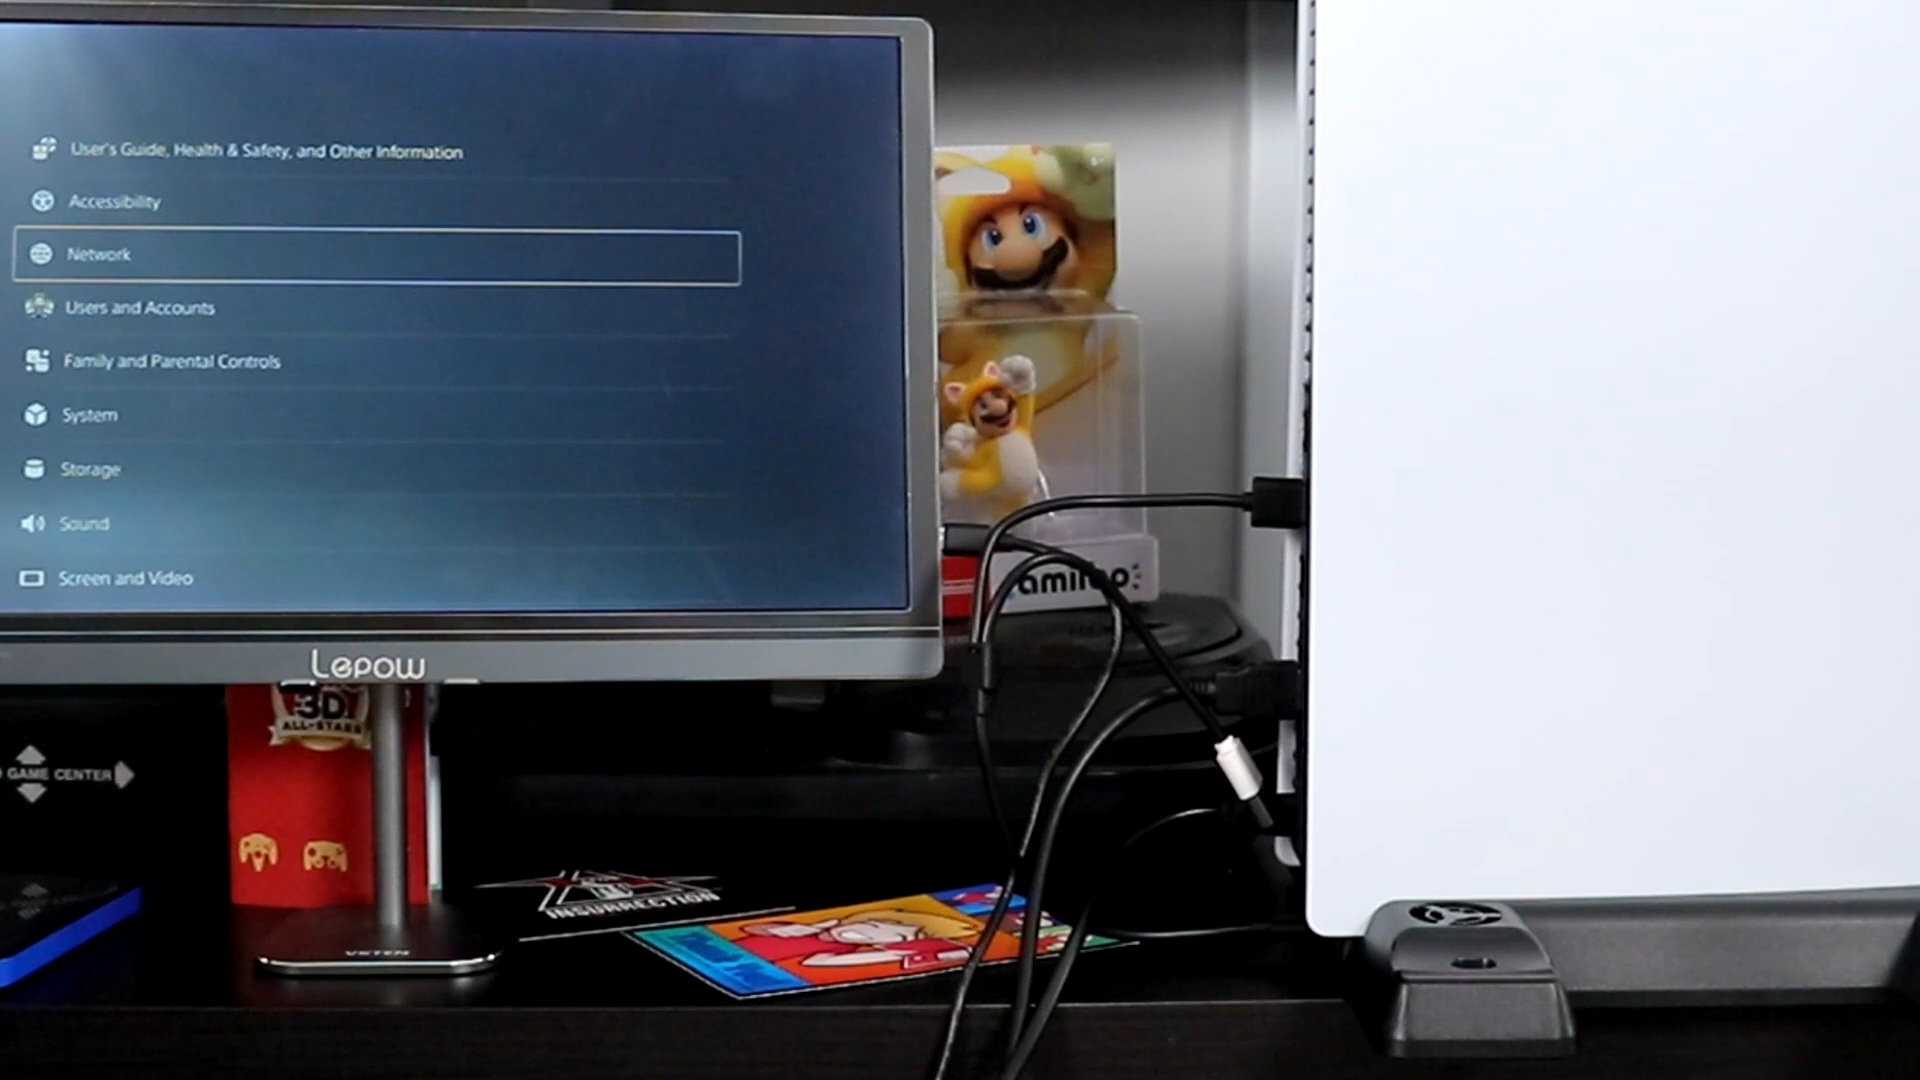 User's Guide, Health & Safety, and Other Information
Accessibility
Network
Users and Accounts
Family and Parental Controls
System
Storage
Sound
Screen and Video
Lepow
amiibo
3D
ALL-STARS
GAME CENTER
INSURRECTION